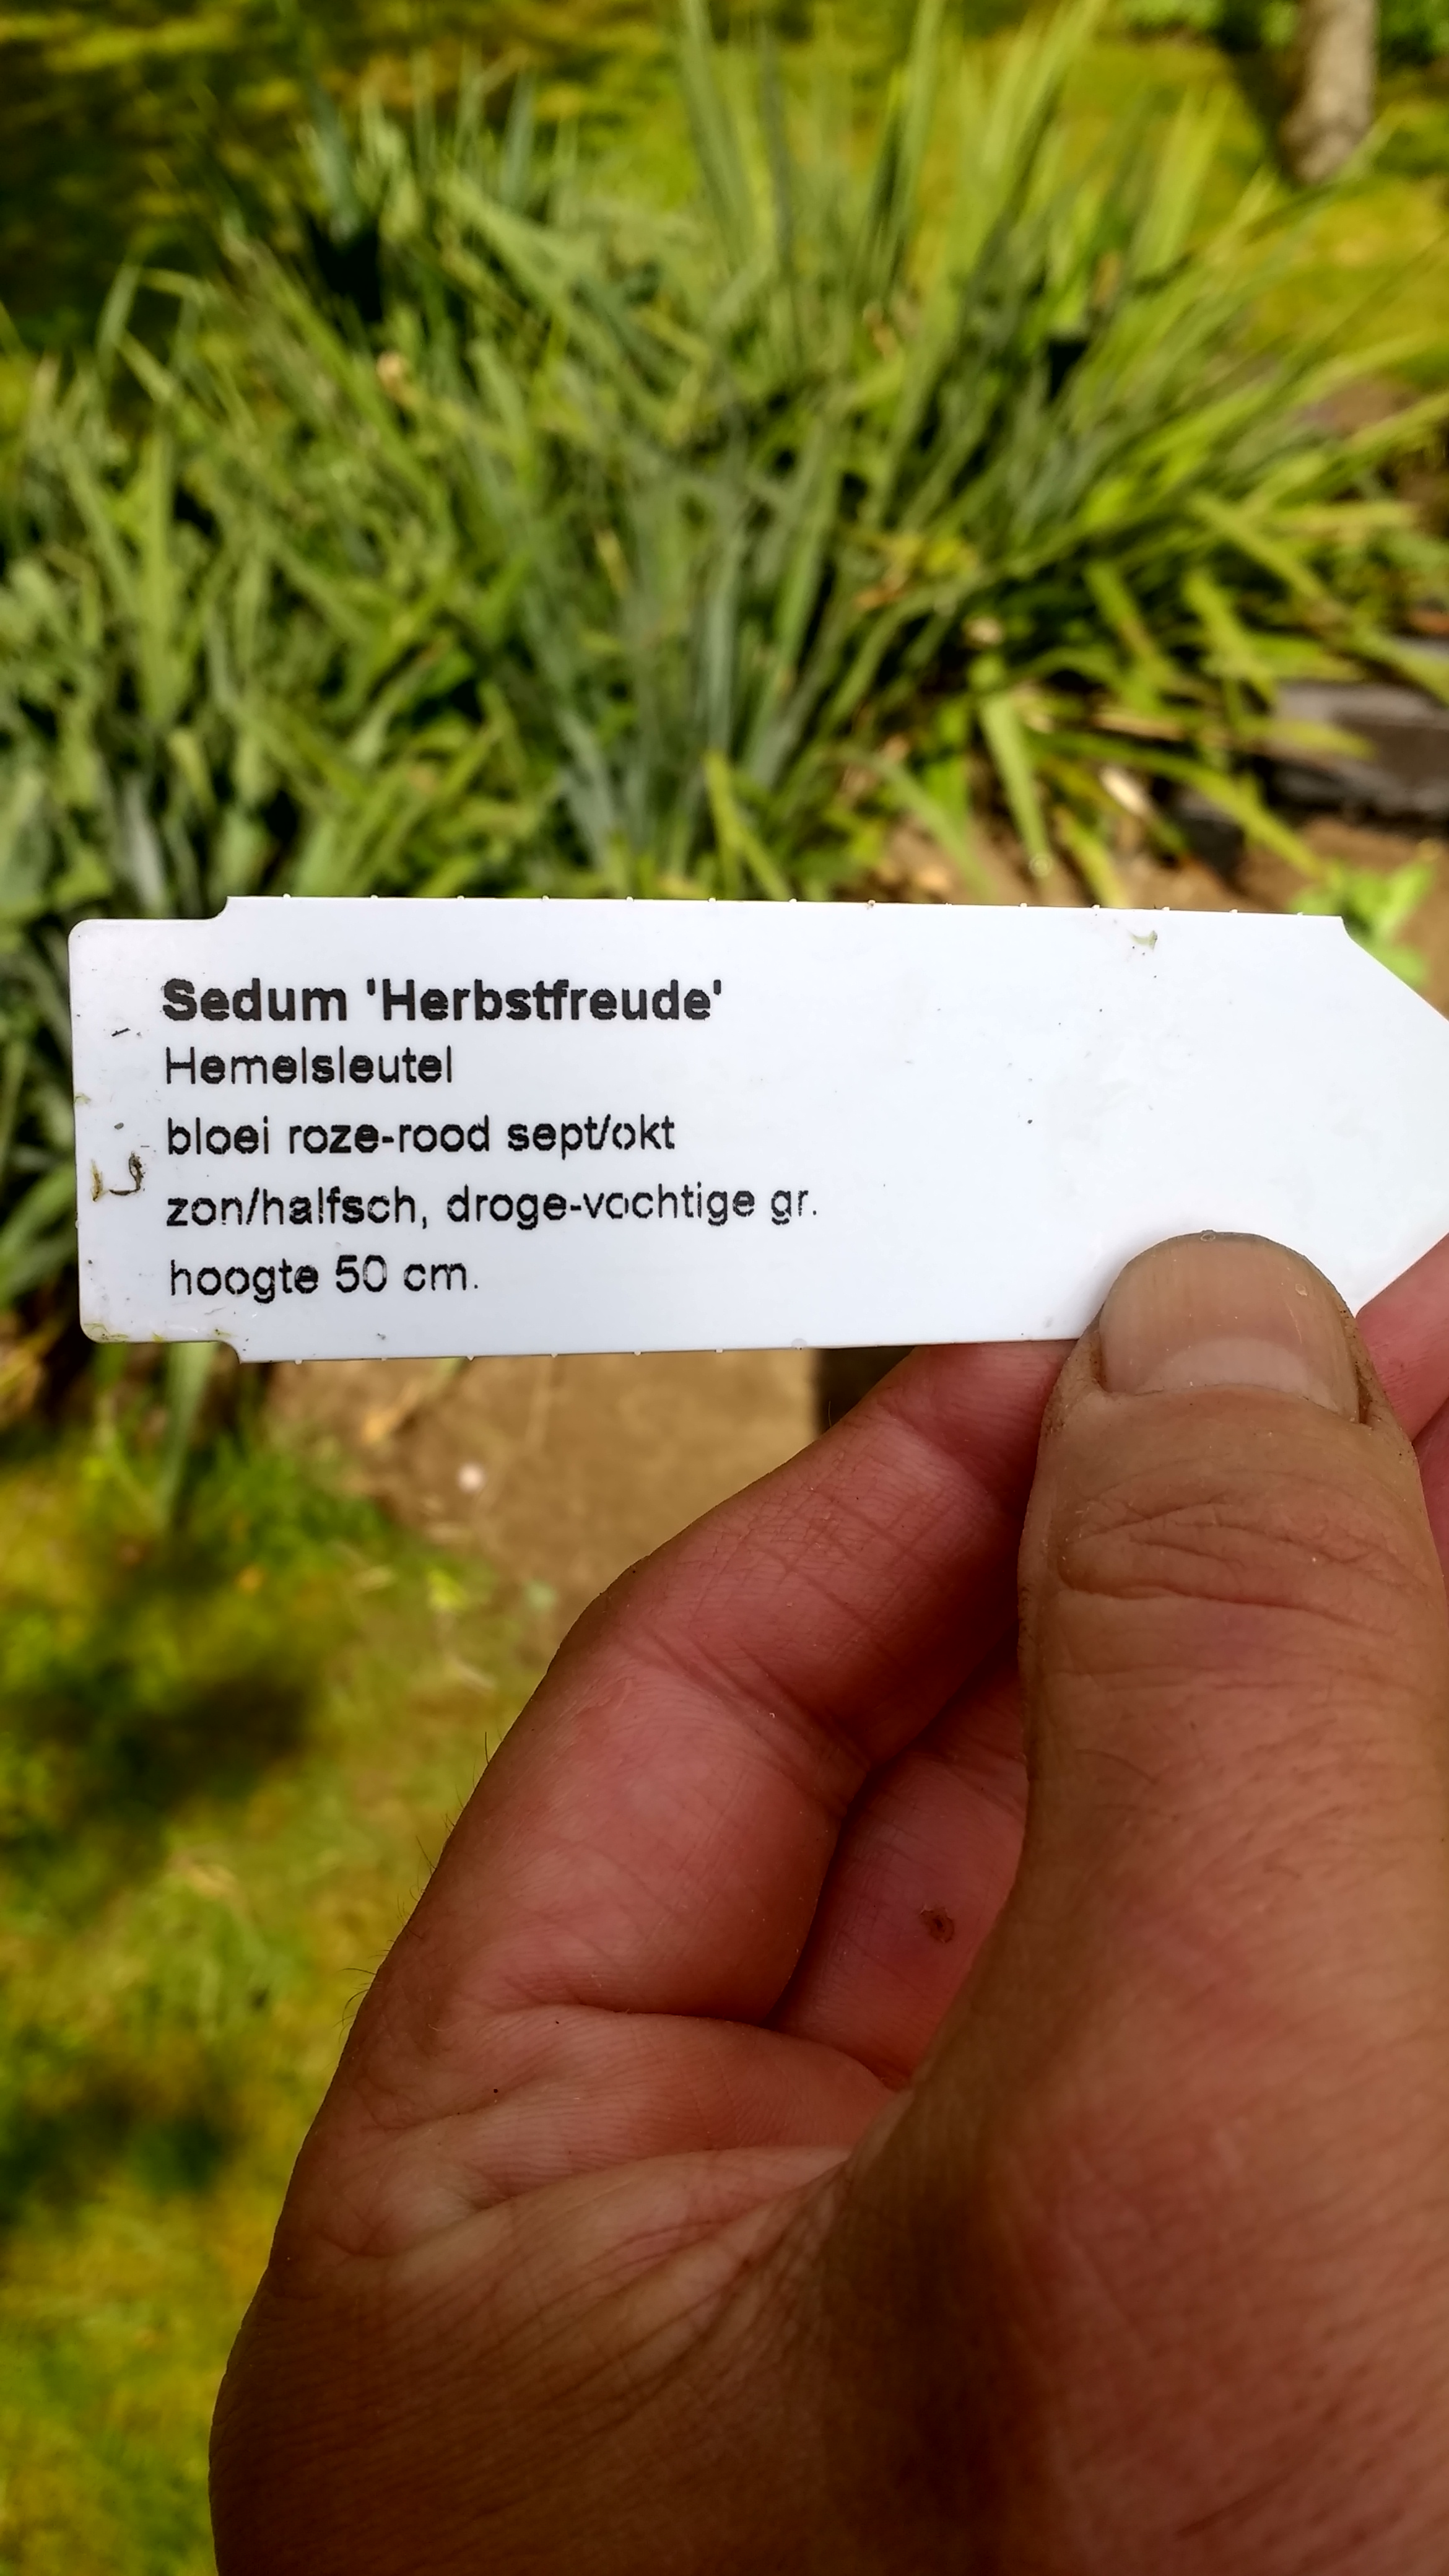 Sedum 'Herbstfreude'
Hemelsleutel
bloei roze-rood sept/okt
zon/halfsch, droge-vochtige gr.
hoogte 50 cm.